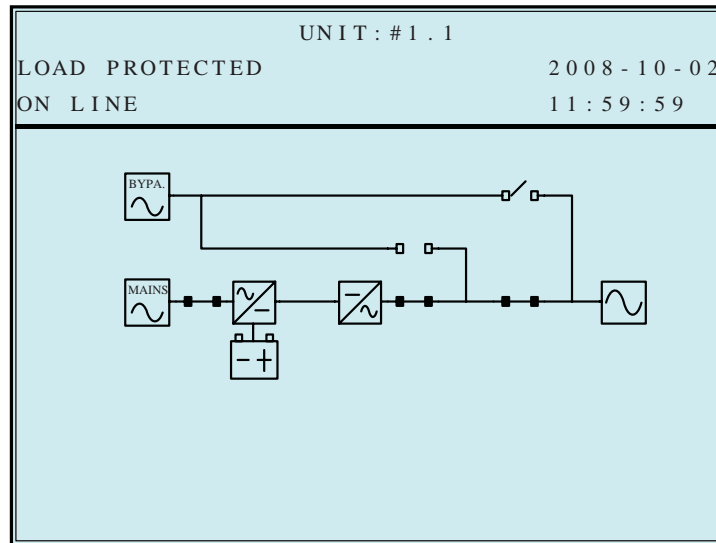 UNIT:#1.1
LOAD PROTECTED 2008-10-02
ON LINE 11:59:59
BYPA.
MAINS